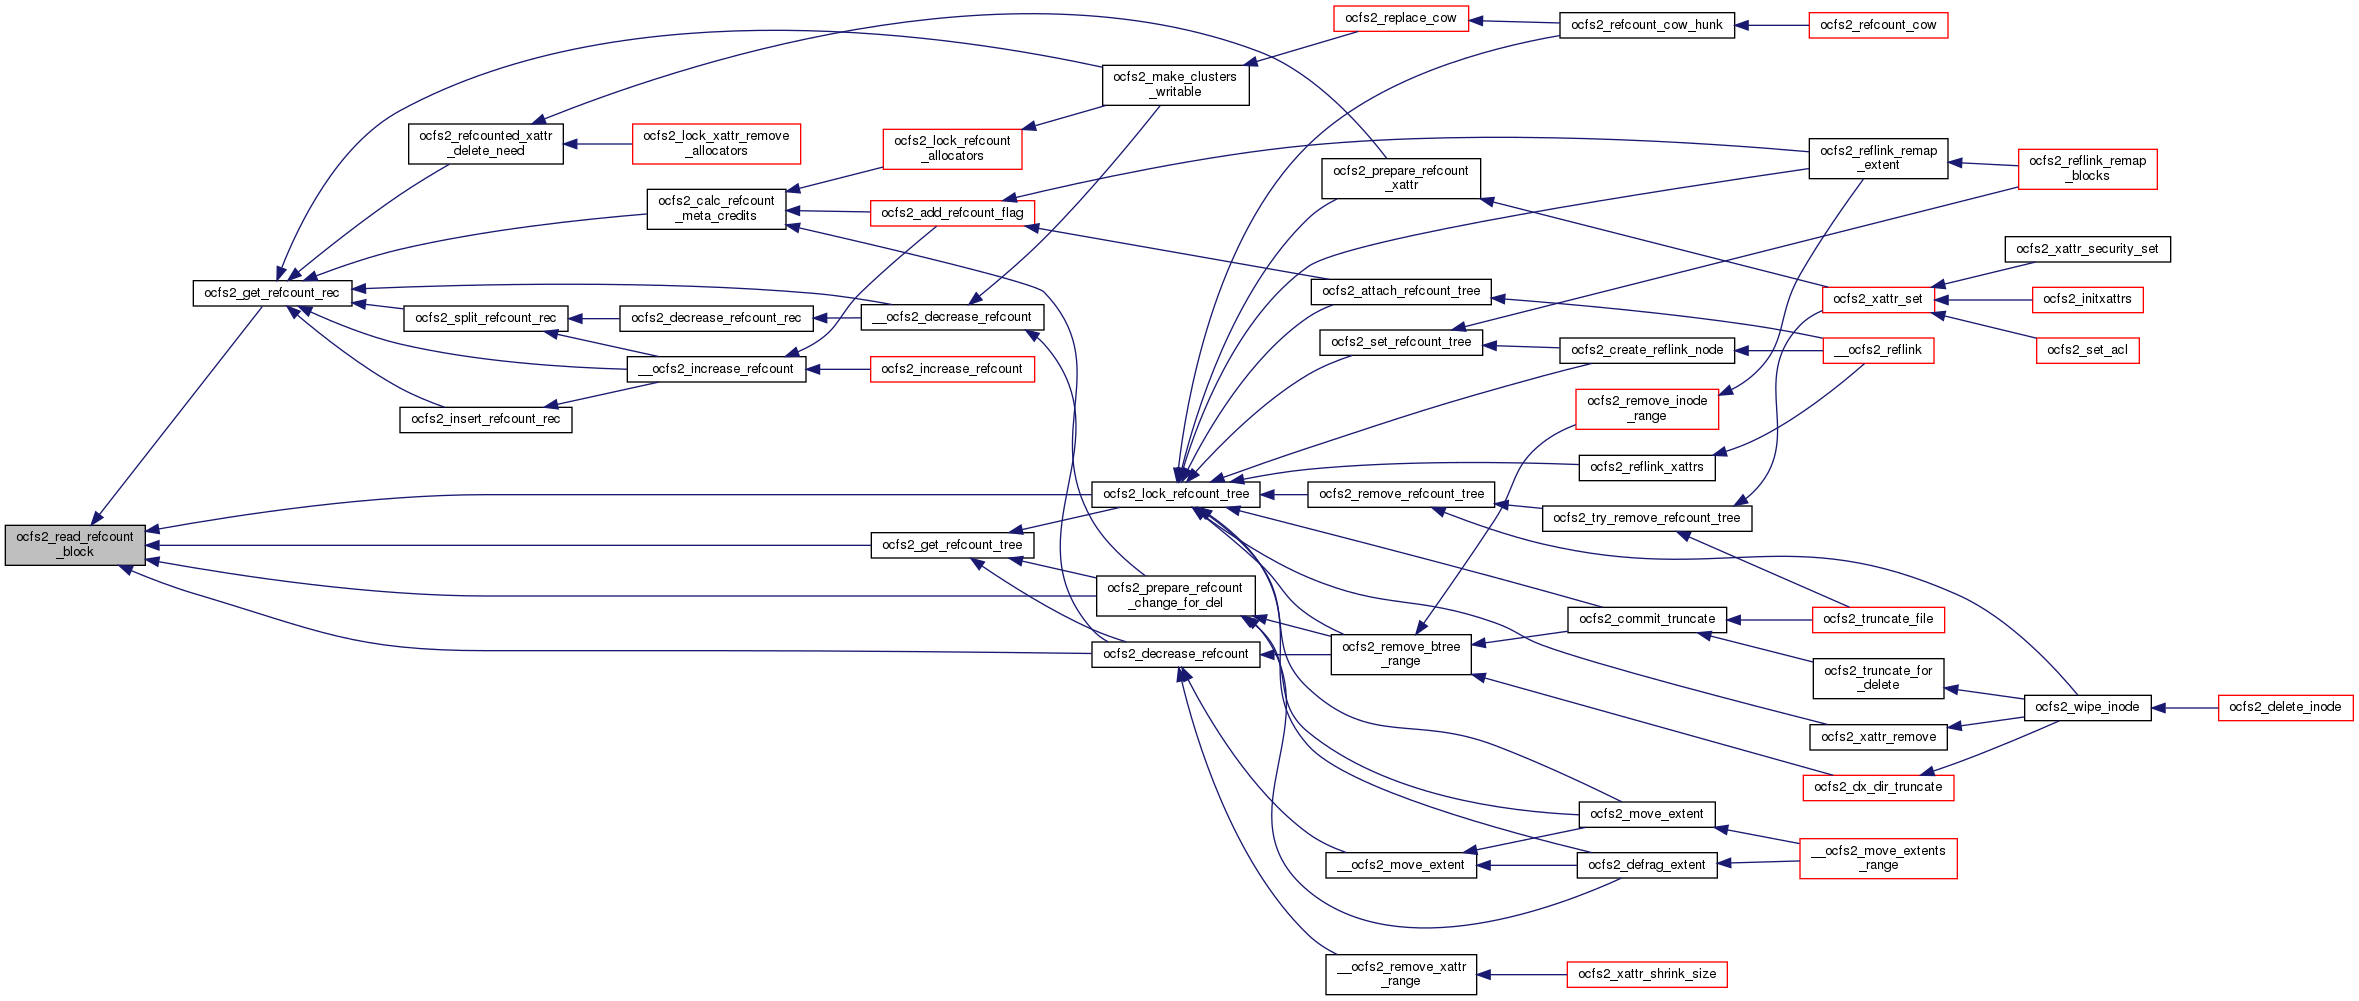 ocfs2_read_refcount
_block
ocfs2_get_refcount_rec
ocfs2_refcounted_xattr
_delete_need
ocfs2_split_refcount_rec
ocfs2_insert_refcount_rec
ocfs2_lock_xattr_remove
_allocators
ocfs2_calc_refcount
_meta_credits
ocfs2_decrease_refcount_rec
__ocfs2_increase_refcount
ocfs2_lock_refcount
_allocators
ocfs2_add_refcount_flag
__ocfs2_decrease_refcount
ocfs2_increase_refcount
ocfs2_get_refcount_tree
ocfs2_make_clusters
_writable
ocfs2_lock_refcount_tree
ocfs2_prepare_refcount
_change_for_del
ocfs2_decrease_refcount
ocfs2_replace_cow
ocfs2_prepare_refcount
_xattr
ocfs2_attach_refcount_tree
ocfs2_set_refcount_tree
ocfs2_remove_refcount_tree
ocfs2_remove_btree
_range
__ocfs2_move_extent
__ocfs2_remove_xattr
_range
ocfs2_refcount_cow_hunk
ocfs2_create_reflink_node
ocfs2_remove_inode
_range
ocfs2_reflink_xattrs
ocfs2_try_remove_refcount_tree
ocfs2_commit_truncate
ocfs2_move_extent
ocfs2_defrag_extent
ocfs2_xattr_shrink_size
ocfs2_refcount_cow
ocfs2_reflink_remap
_extent
ocfs2_xattr_set
__ocfs2_reflink
ocfs2_truncate_file
ocfs2_truncate_for
_delete
ocfs2_xattr_remove
ocfs2_dx_dir_truncate
__ocfs2_move_extents
_range
ocfs2_reflink_remap
_blocks
ocfs2_xattr_security_set
ocfs2_initxattrs
ocfs2_set_acl
ocfs2_wipe_inode
ocfs2_delete_inode